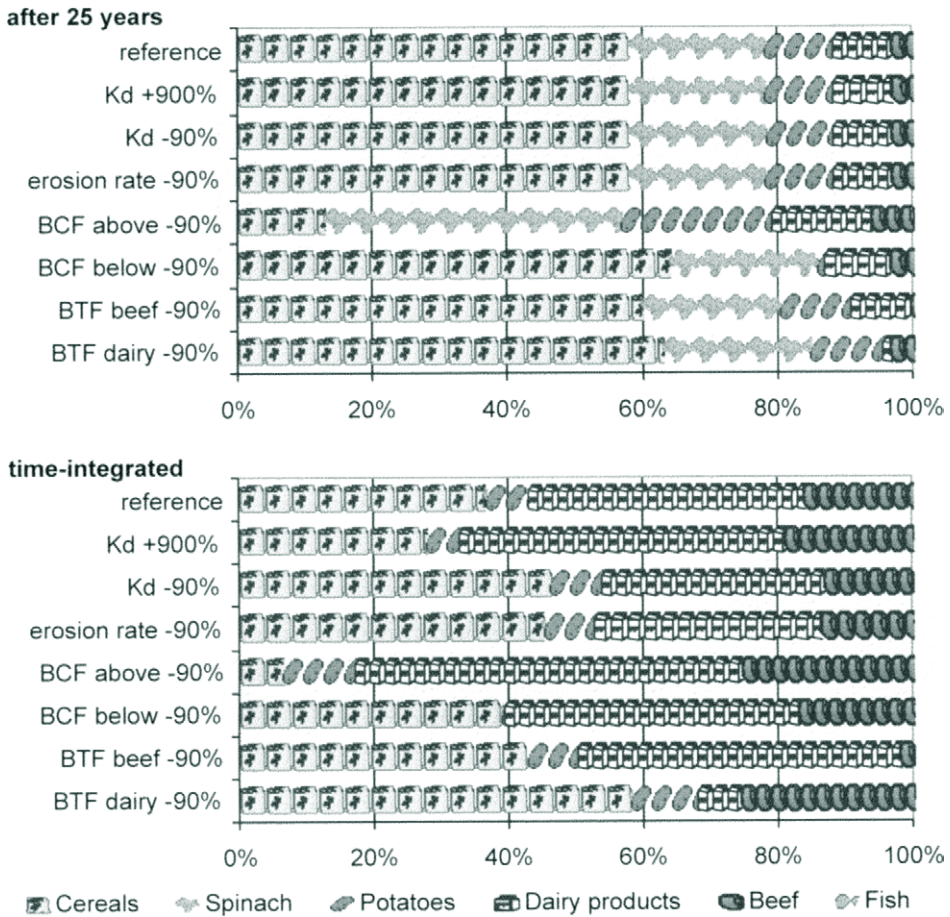 after 25 years
reference
Kd +900%
Kd -90%
erosion rate -90%
BCF above -90%
BCF below -90%
BTF beef -90%
BTF dairy -90%
0% 20% 40% 60% 80% 100%
time-integrated
reference
Kd +900%
Kd -90%
erosion rate -90%
BCF above -90%
BCF below -90%
BTF beef -90%
BTF dairy -90%
0% 20% 40% 60% 80% 100%
Cereals Spinach Potatoes Dairy products Beef Fish